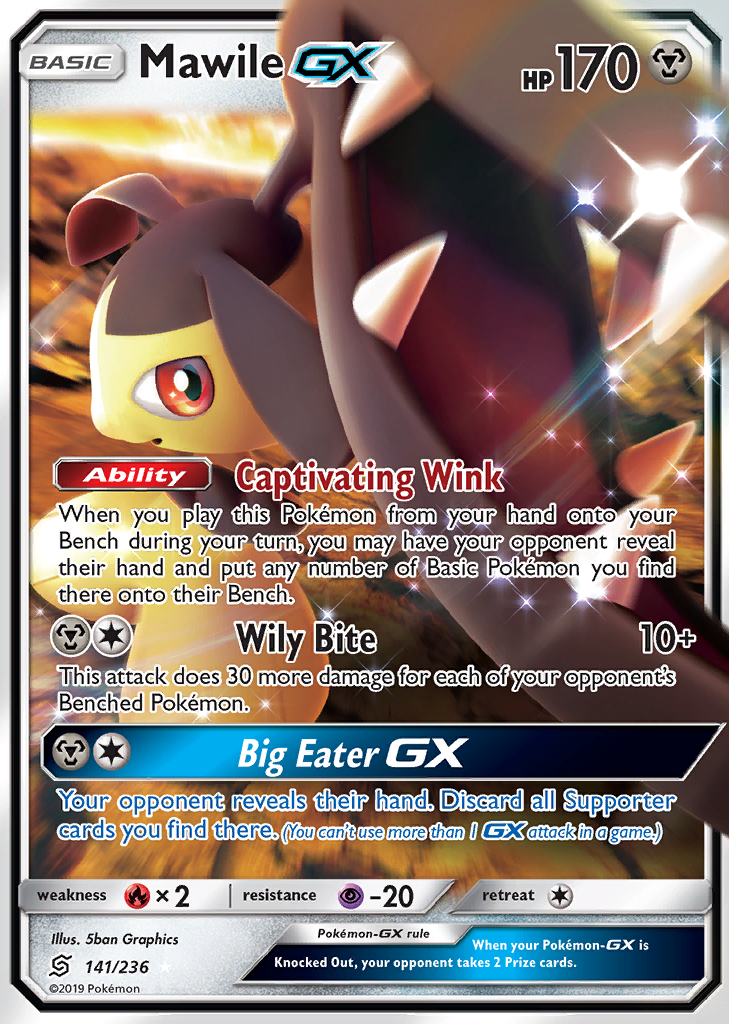 BASIC Mawile GX HP 170
Ability Captivating Wink
When you play this Pokémon from your hand onto your
Bench during your turn, you may have your opponent reveal
their hand and put any number of Basic Pokémon you find
there onto their Bench.
Wily Bite 10+
This attack does 30 more damage for each of your opponent's
Benched Pokémon.
Big Eater GX
Your opponent reveals their hand. Discard all Supporter
cards you find there. (You can't use more than 1 GX attack in a game.)
weakness ×2 resistance -20 retreat
Illus. 5ban Graphics
141/236
©2019 Pokémon
Pokémon-GX rule
When your Pokémon-GX is
Knocked Out, your opponent takes 2 Prize cards.